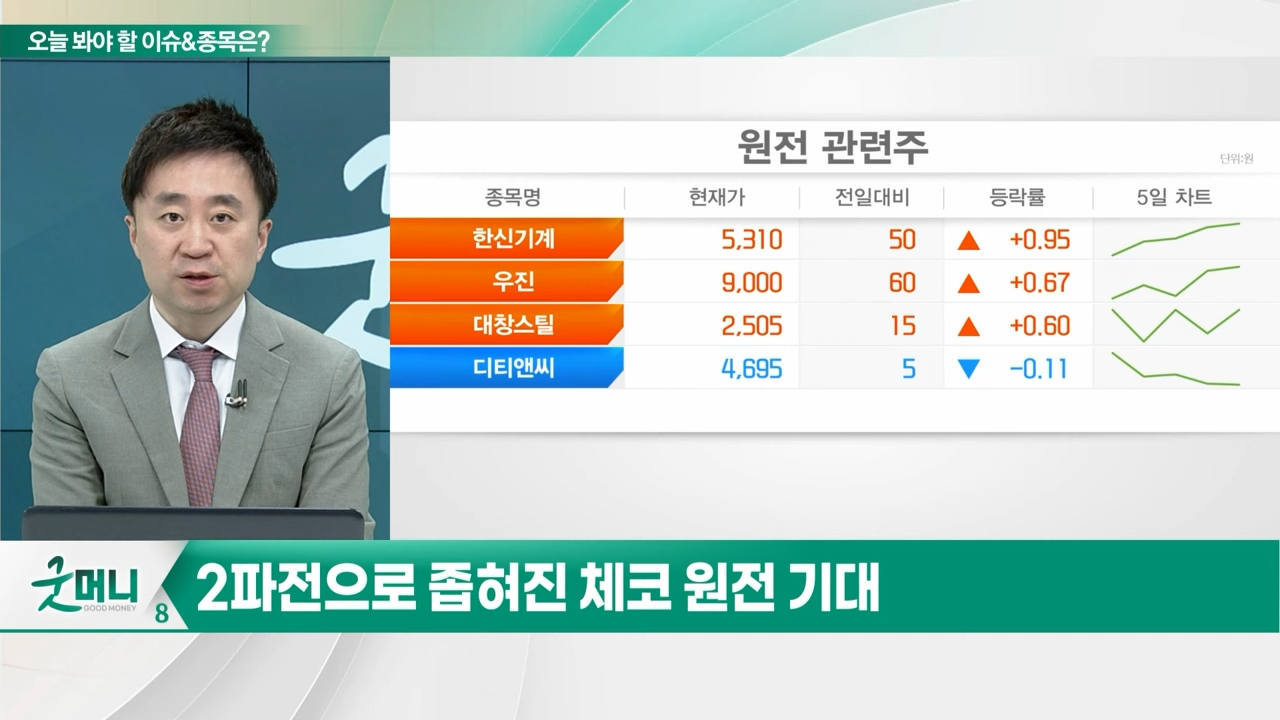 오늘 봐야 할 이슈&종목은?
원전 관련주
단위:원
종목명 현재가 전일대비 등락률 5일 차트
한신기계 5,310 50 ▲ +0.95
우진 9,000 60 ▲ +0.67
대창스틸 2,505 15 ▲ +0.60
디티앤씨 4,695 5 ▼ -0.11
굿머니
GOOD MONEY
8
2파전으로 좁혀진 체코 원전 기대